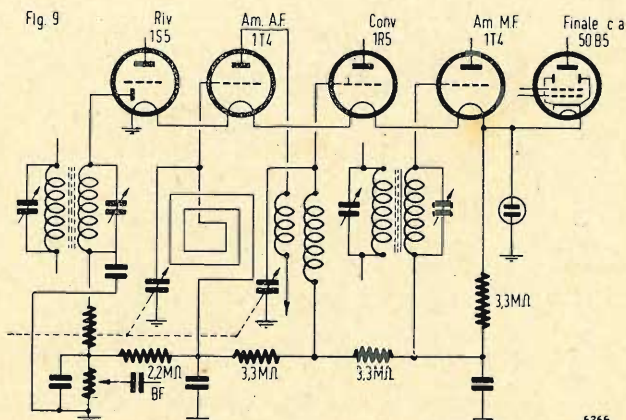 Fig. 9
Riv
1S5
Am. A.F.
1T4
Conv
1R5
Am M.F.
1T4
Finale c a
50B5
3,3MΩ
2,2MΩ
3,3MΩ
3,3MΩ
BF
6366